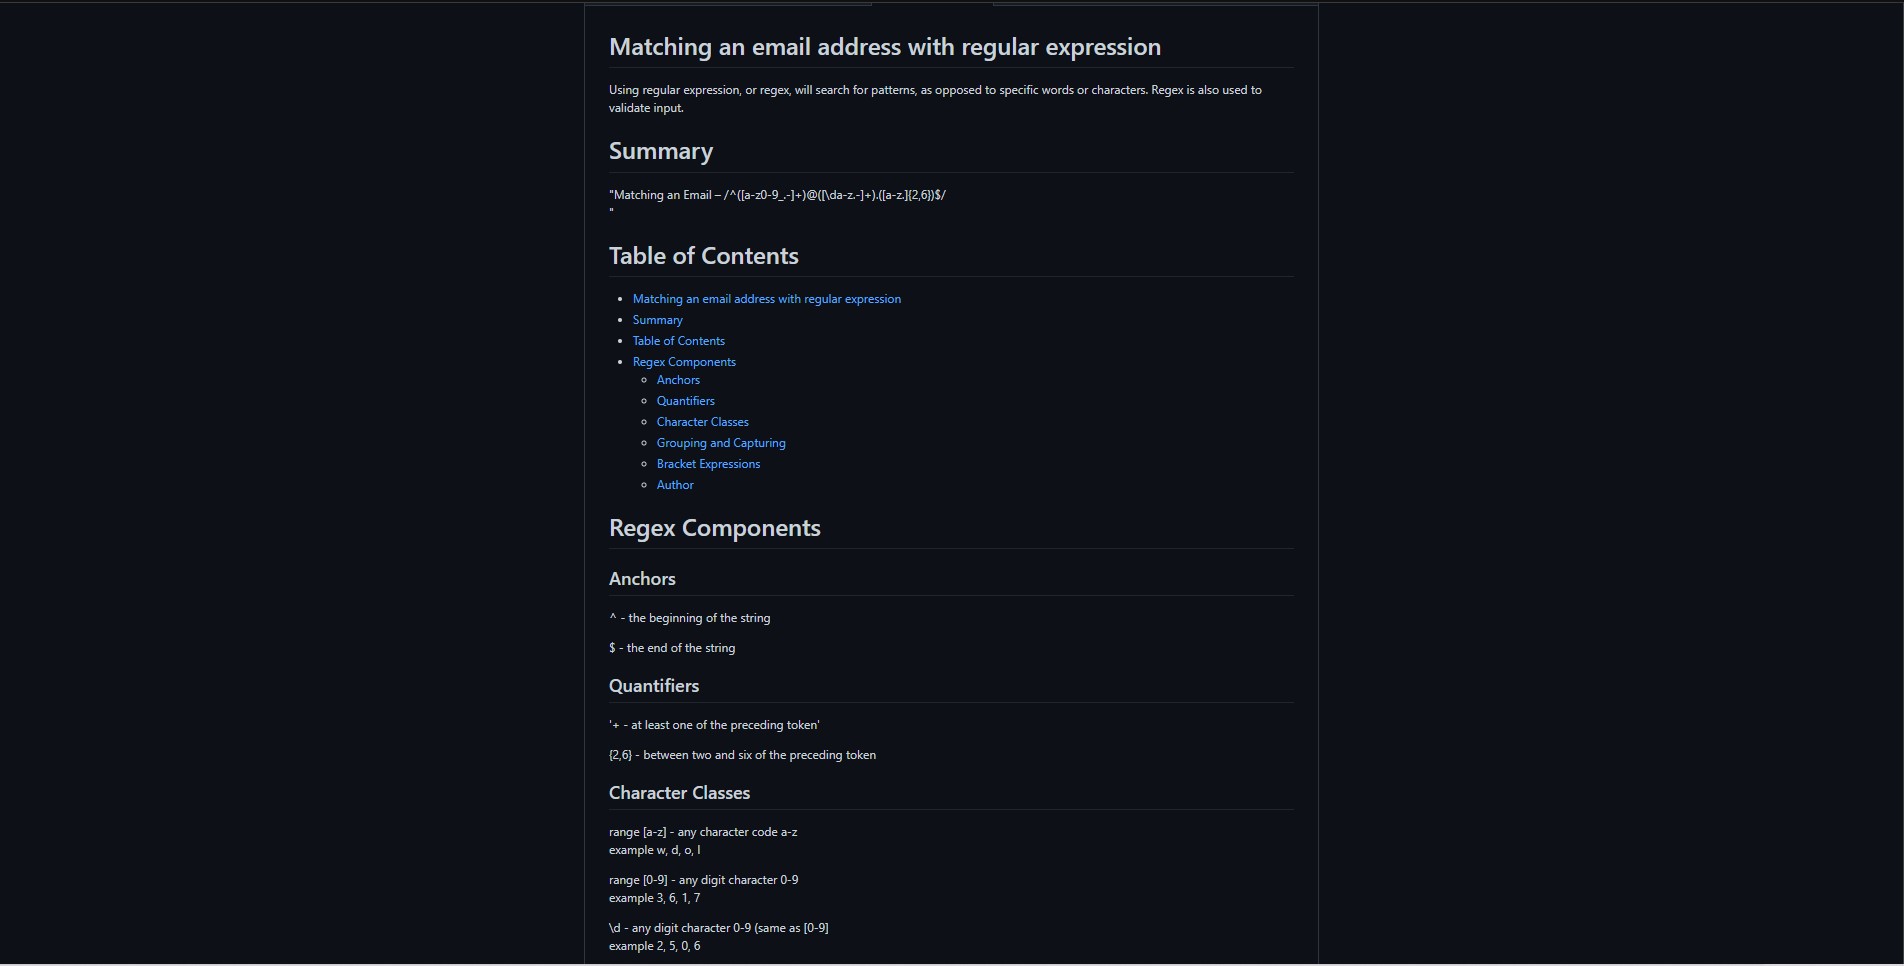 Matching an email address with regular expression
Using regular expression, or regex, will search for patterns, as opposed to specific words or characters. Regex is also used to
validate input.
Summary
"Matching an Email – /^([a-z0-9_.-]+)@([\da-z.-]+).([a-z.]{2,6})$/
"
Table of Contents
Matching an email address with regular expression
Summary
Table of Contents
Regex Components
Anchors
Quantifiers
Character Classes
Grouping and Capturing
Bracket Expressions
Author
Regex Components
Anchors
^ - the beginning of the string
$ - the end of the string
Quantifiers
'+ - at least one of the preceding token'
{2,6} - between two and six of the preceding token
Character Classes
range [a-z] - any character code a-z
example w, d, o, l
range [0-9] - any digit character 0-9
example 3, 6, 1, 7
\d - any digit character 0-9 (same as [0-9]
example 2, 5, 0, 6